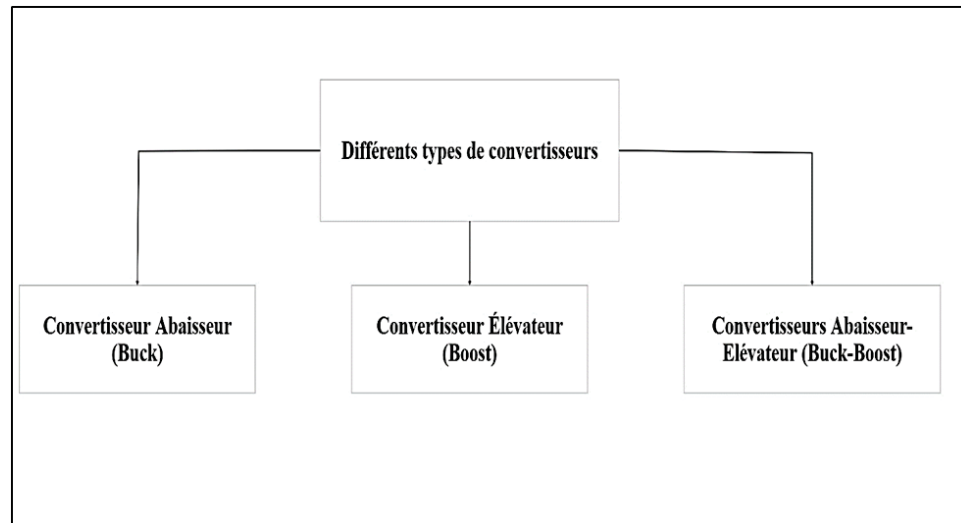 Différents types de convertisseurs
Convertisseur Abaisseur
(Buck)
Convertisseur Élévateur
(Boost)
Convertisseurs Abaisseur-
Elévateur (Buck-Boost)